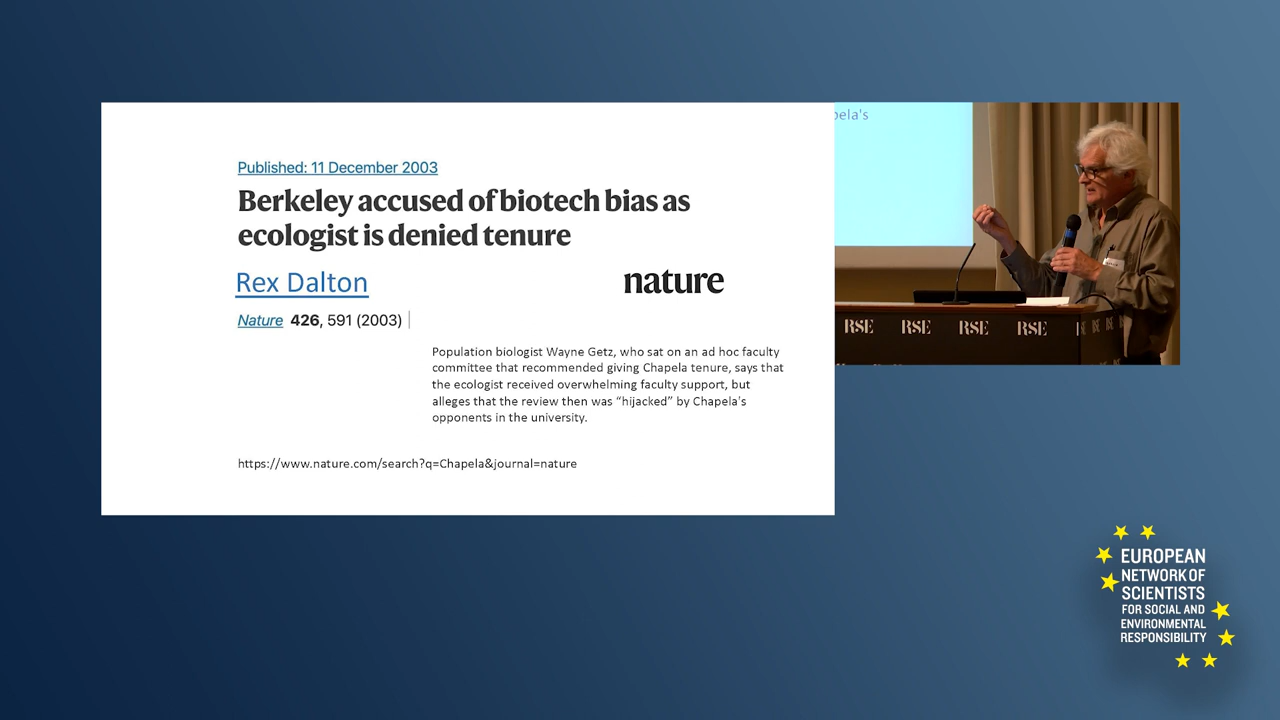 Published: 11 December 2003
Berkeley accused of biotech bias as
ecologist is denied tenure
Rex Dalton
nature
Nature 426, 591 (2003)
Population biologist Wayne Getz, who sat on an ad hoc faculty
committee that recommended giving Chapela tenure, says that
the ecologist received overwhelming faculty support, but
alleges that the review then was “hijacked” by Chapela's
opponents in the university.
https://www.nature.com/search?q=Chapela&journal=nature
pela's
RSE RSE RSE RSE
EUROPEAN
NETWORK OF
SCIENTISTS
FOR SOCIAL AND
ENVIRONMENTAL
RESPONSIBILITY